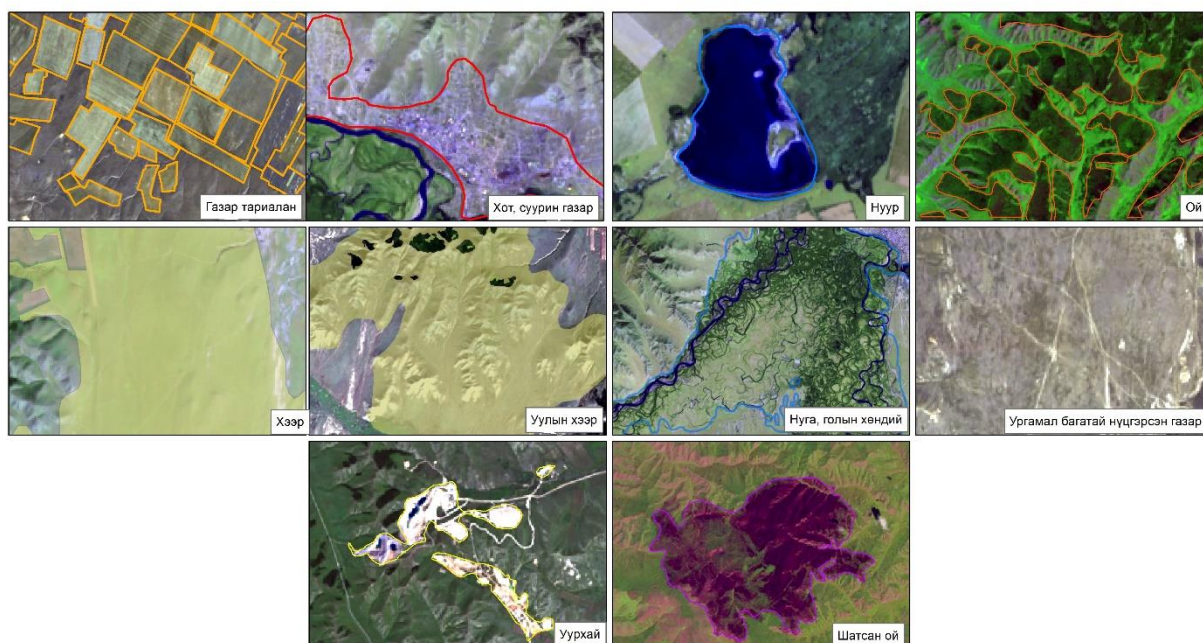 Газар тариалан
Хот, суурин газар
Нуур
Ой
Хээр
Уулын хээр
Нуга, голын хөндий
Ургамал багатай нүцгэрсэн газар
Уурхай
Шатсан ой